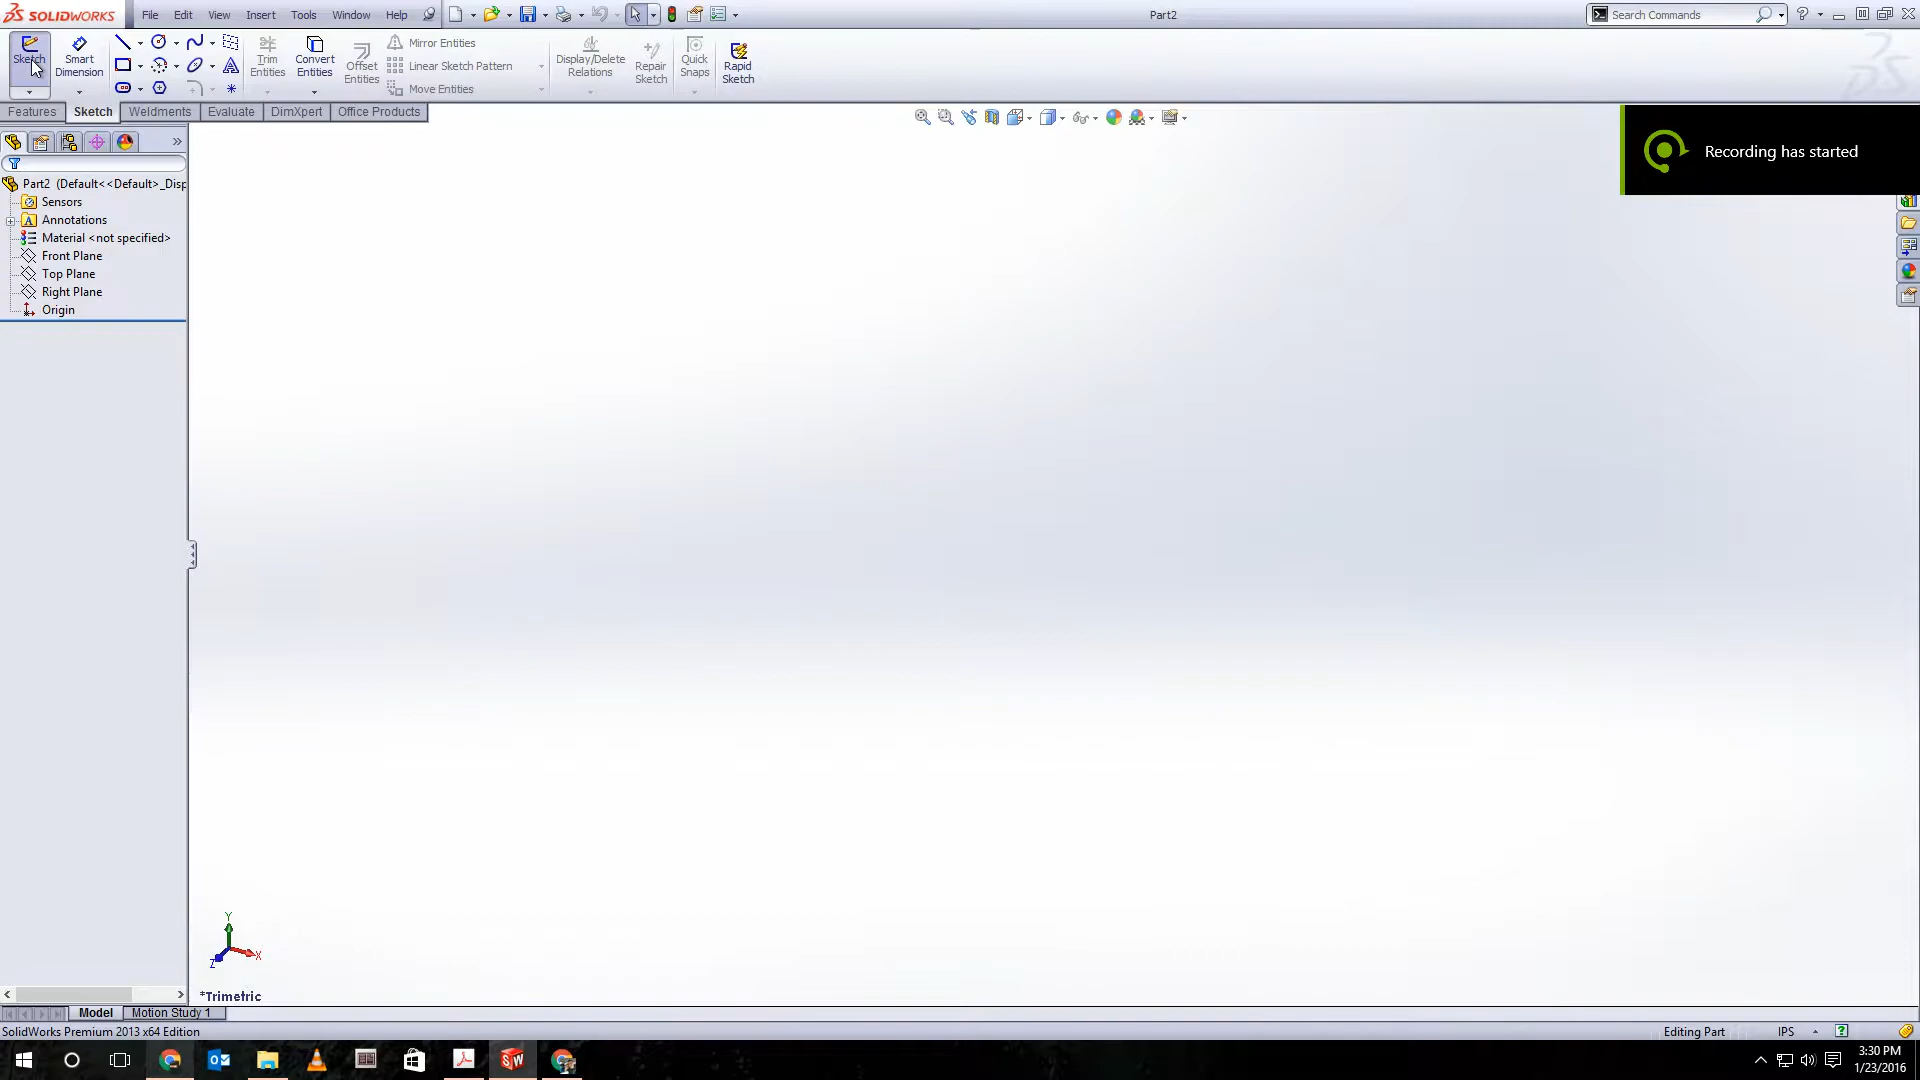 SOLIDWORKS File Edit View Insert Tools Window Help Part2 Search Commands
Sketch Smart Dimension Trim Entities Convert Entities Offset Entities Mirror Entities Linear Sketch Pattern Move Entities Display/Delete Relations Repair Sketch Quick Snaps Rapid Sketch
Features Sketch Weldments Evaluate DimXpert Office Products
Recording has started
Part2 (Default<<Default>_Disp
Sensors
Annotations
Material <not specified>
Front Plane
Top Plane
Right Plane
Origin
Y
X
Z
*Trimetric
Model Motion Study 1
SolidWorks Premium 2013 x64 Edition Editing Part IPS
3:30 PM
1/23/2016